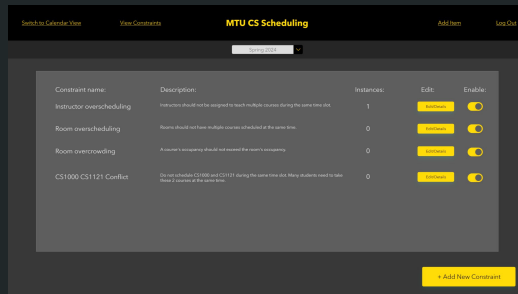 Switch to Calendar View View Constraints MTU CS Scheduling Add Item Log Out
Spring 2024
Constraint name: Description: Instances: Edit: Enable:
Instructor overscheduling Instructors should not be assigned to teach multiple courses during the same time slot. 1 Edit/Details
Room overscheduling Rooms should not have multiple courses scheduled at the same time. 0 Edit/Details
Room overcrowding A course's occupancy should not exceed the room's occupancy. 0 Edit/Details
CS1000 CS1121 Conflict Do not schedule CS1000 and CS1121 during the same time slot. Many students need to take 0 Edit/Details
these 2 courses at the same time.
+ Add New Constraint